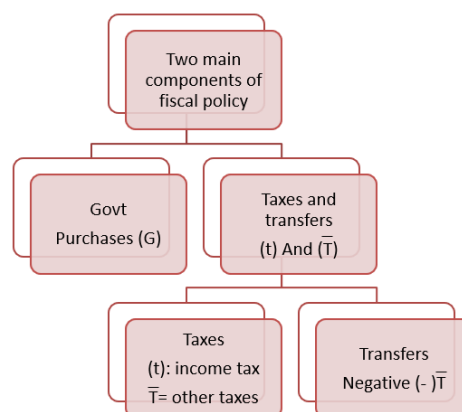 Two main
components of
fiscal policy
Govt
Purchases (G)
Taxes and
transfers
(t) And (T̅)
Taxes
(t): income tax
T̅= other taxes
Transfers
Negative (- )T̅